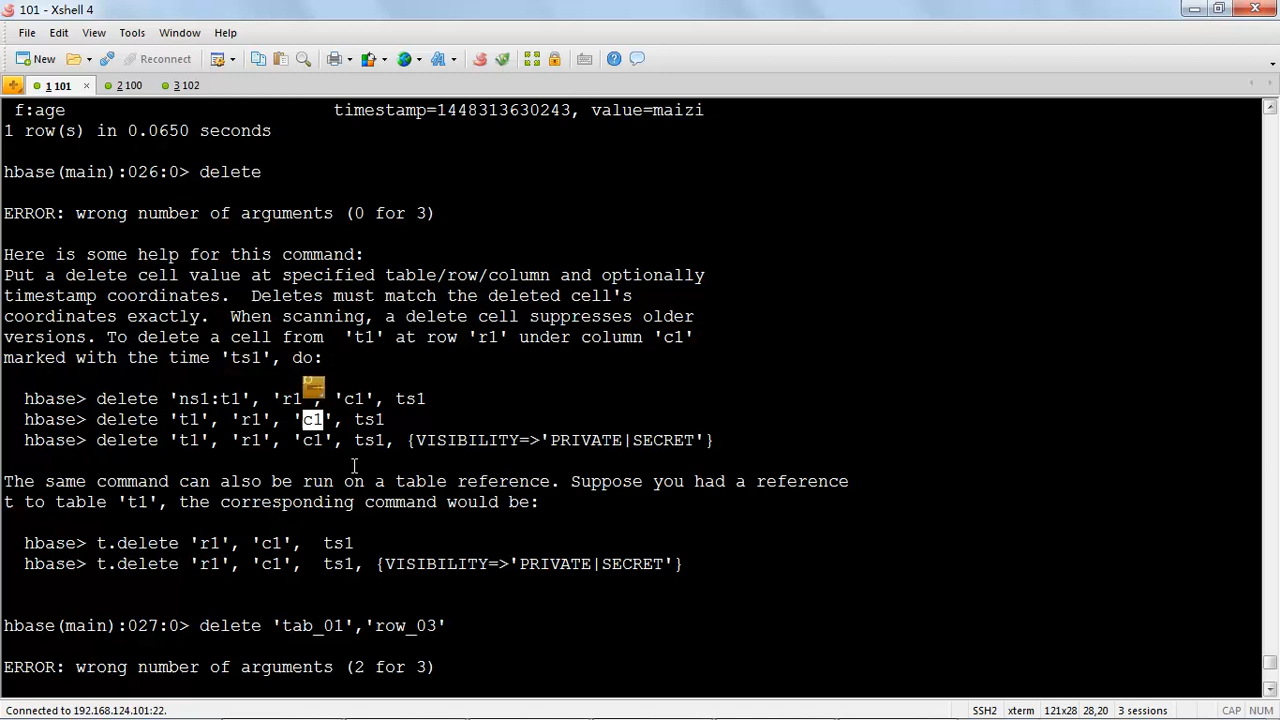 101 - Xshell 4
File Edit View Tools Window Help
New Reconnect
1 101 2 100 3 102
f:age timestamp=1448313630243, value=maizi
1 row(s) in 0.0650 seconds
hbase(main):026:0> delete
ERROR: wrong number of arguments (0 for 3)
Here is some help for this command:
Put a delete cell value at specified table/row/column and optionally
timestamp coordinates. Deletes must match the deleted cell's
coordinates exactly. When scanning, a delete cell suppresses older
versions. To delete a cell from 't1' at row 'r1' under column 'c1'
marked with the time 'ts1', do:
hbase> delete 'ns1:t1', 'r1', 'c1', ts1
hbase> delete 't1', 'r1', 'c1', ts1
hbase> delete 't1', 'r1', 'c1', ts1, {VISIBILITY=>'PRIVATE|SECRET'}
The same command can also be run on a table reference. Suppose you had a reference
t to table 't1', the corresponding command would be:
hbase> t.delete 'r1', 'c1', ts1
hbase> t.delete 'r1', 'c1', ts1, {VISIBILITY=>'PRIVATE|SECRET'}
hbase(main):027:0> delete 'tab_01','row_03'
ERROR: wrong number of arguments (2 for 3)
Connected to 192.168.124.101:22. SSH2 xterm 121x28 28,20 3 sessions CAP NUM